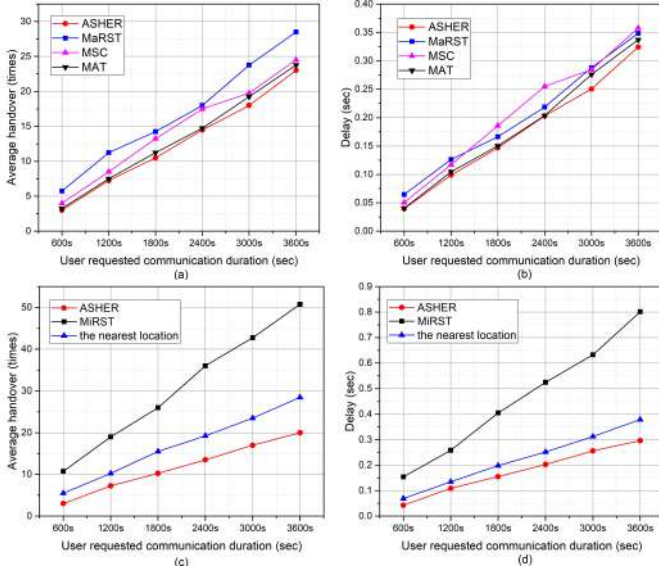 ASHER
MaRST
MSC
MAT
Average handover (times)
30
25
20
15
10
5
0
600s 1200s 1800s 2400s 3000s 3600s
User requested communication duration (sec)
(a)
ASHER
MaRST
MSC
MAT
Delay (sec)
0.40
0.35
0.30
0.25
0.20
0.15
0.10
0.05
0.00
600s 1200s 1800s 2400s 3000s 3600s
User requested communication duration (sec)
(b)
ASHER
MiRST
the nearest location
Average handover (times)
50
40
30
20
10
0
600s 1200s 1800s 2400s 3000s 3600s
User requested communication duration (sec)
(c)
ASHER
MiRST
the nearest location
Delay (sec)
0.9
0.8
0.7
0.6
0.5
0.4
0.3
0.2
0.1
0.0
600s 1200s 1800s 2400s 3000s 3600s
User requested communication duration (sec)
(d)